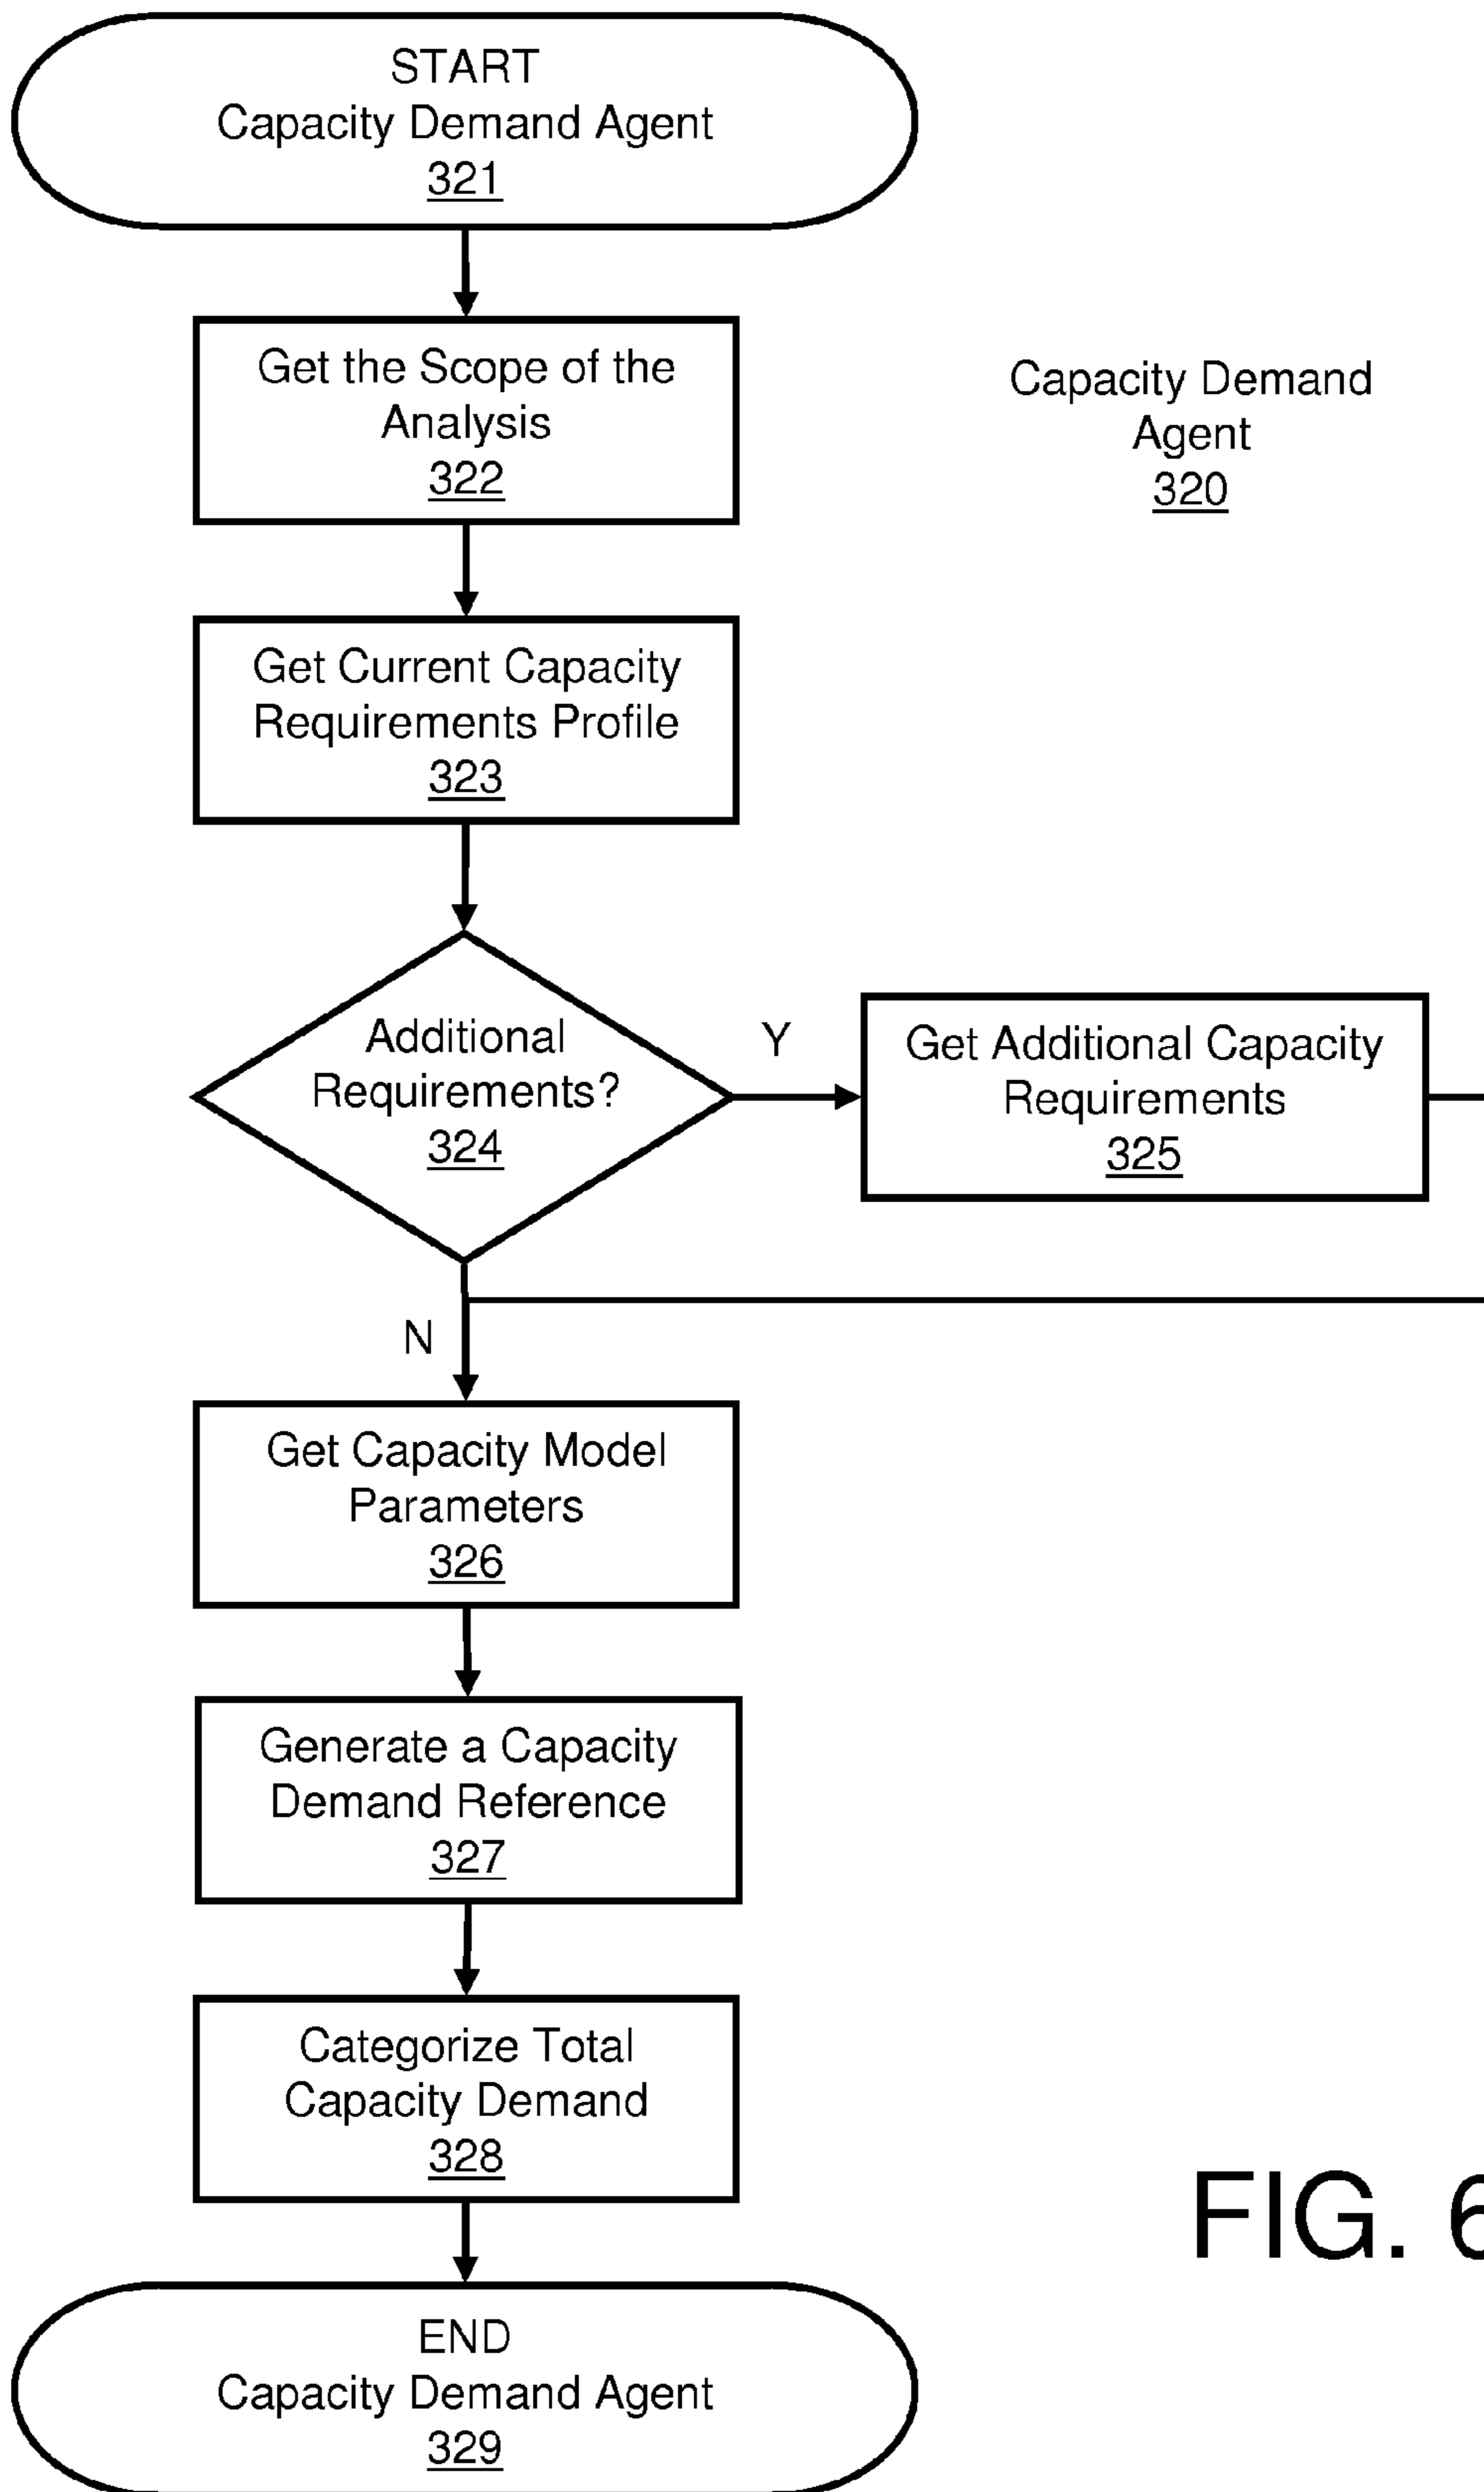 START
Capacity Demand Agent
321
Get the Scope of the
Analysis
322
Capacity Demand
Agent
320
Get Current Capacity
Requirements Profile
323
Additional
Requirements?
324
Y
Get Additional Capacity
Requirements
325
N
Get Capacity Model
Parameters
326
Generate a Capacity
Demand Reference
327
Categorize Total
Capacity Demand
328
FIG. 6
END
Capacity Demand Agent
329